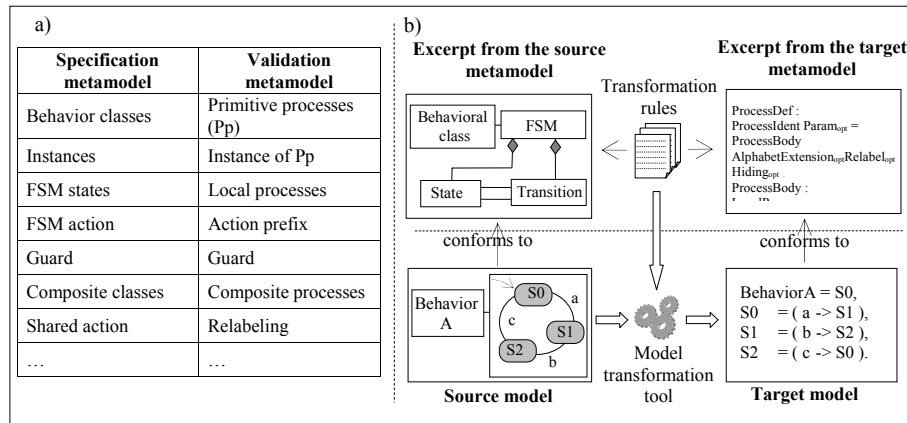 a)
Specification metamodel
Validation metamodel
Behavior classes
Primitive processes (Pp)
Instances
Instance of Pp
FSM states
Local processes
FSM action
Action prefix
Guard
Guard
Composite classes
Composite processes
Shared action
Relabeling
…
…
b)
Excerpt from the source
metamodel
Behavioral
class
FSM
State
Transition
Transformation
rules
Excerpt from the target
metamodel
ProcessDef :
ProcessIdent Paramopt =
ProcessBody
AlphabetExtensionoptRelabelopt
Hidingopt .
ProcessBody :
conforms to
conforms to
Behavior
A
S0
a
S1
b
S2
c
Source model
Model
transformation
tool
BehaviorA = S0,
S0 = ( a -> S1 ),
S1 = ( b -> S2 ),
S2 = ( c -> S0 ).
Target model